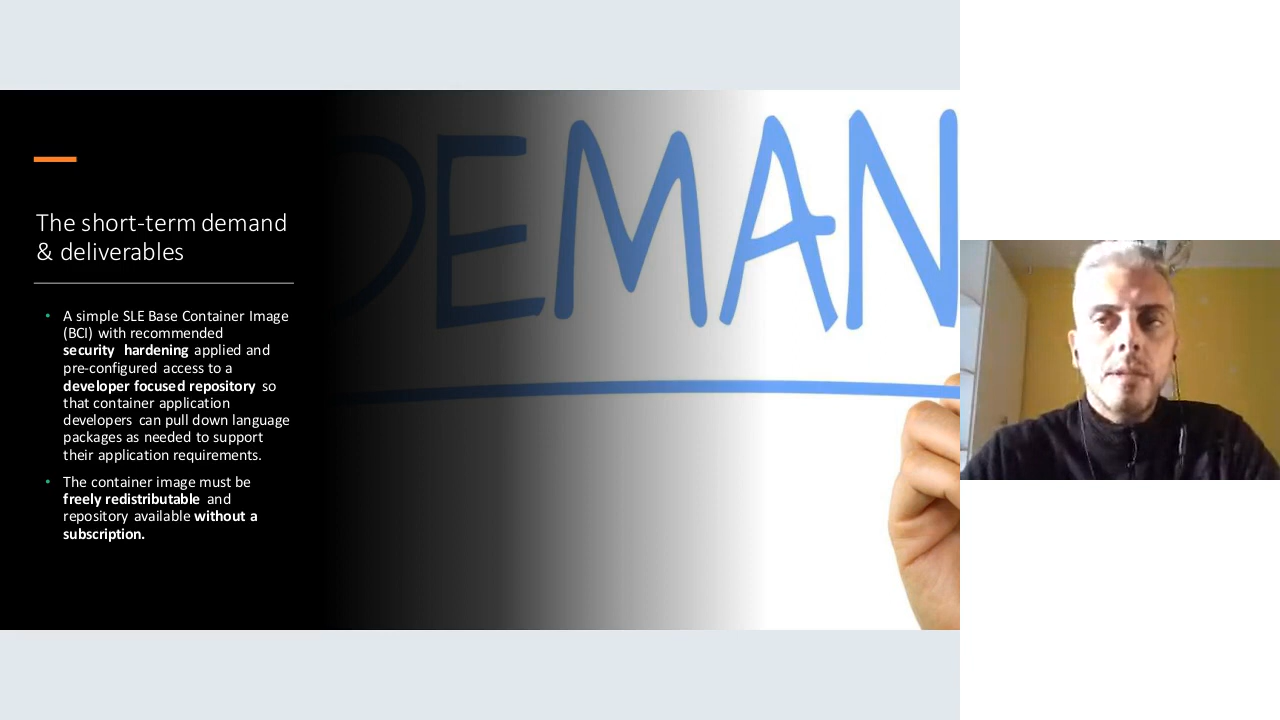 The short-term demand
& deliverables
• A simple SLE Base Container Image
(BCI) with recommended
security hardening applied and
pre-configured access to a
developer focused repository so
that container application
developers can pull down language
packages as needed to support
their application requirements.
• The container image must be
freely redistributable and
repository available without a
subscription.
DEMAN